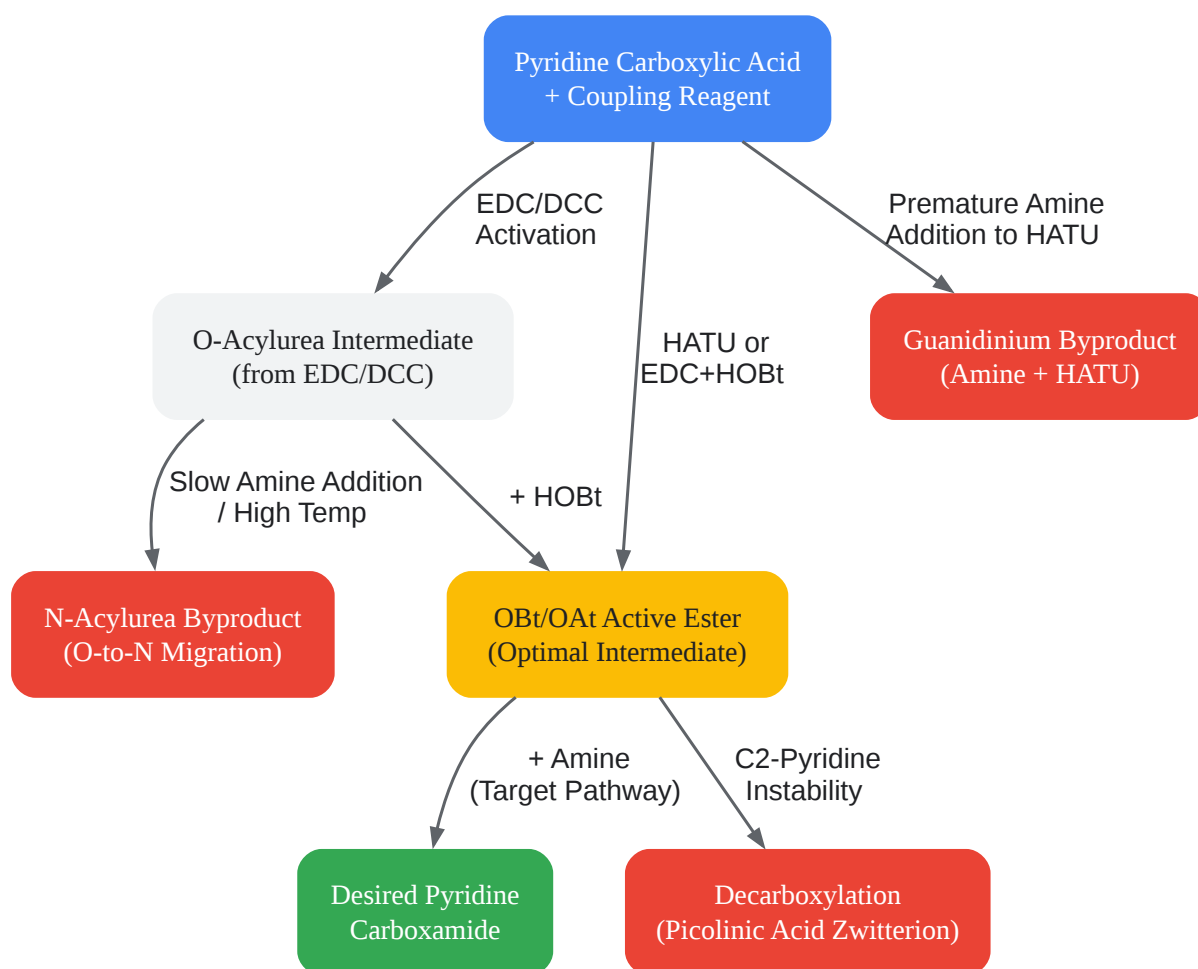 Pyridine Carboxylic Acid
+ Coupling Reagent
EDC/DCC
Activation
Premature Amine
Addition to HATU
O-Acylurea Intermediate
(from EDC/DCC)
HATU or
EDC+HOBt
Guanidinium Byproduct
(Amine + HATU)
Slow Amine Addition
/ High Temp
+ HOBt
N-Acylurea Byproduct
(O-to-N Migration)
OBt/OAt Active Ester
(Optimal Intermediate)
+ Amine
(Target Pathway)
C2-Pyridine
Instability
Desired Pyridine
Carboxamide
Decarboxylation
(Picolinic Acid Zwitterion)